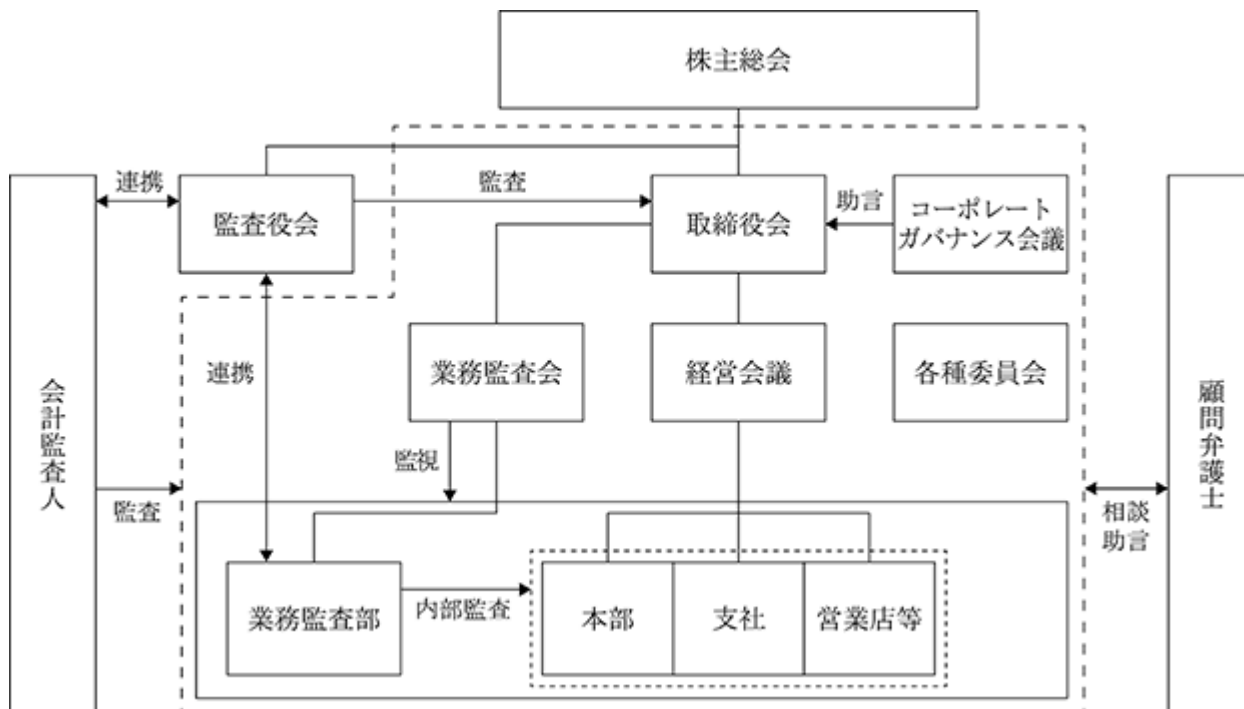 株主総会
連携
監査
監査役会
取締役会
助言
コーポレート
ガバナンス会議
会計監査人
連携
業務監査会
経営会議
各種委員会
顧問弁護士
監視
監査
相談
助言
業務監査部
内部監査
本部
支社
営業店等